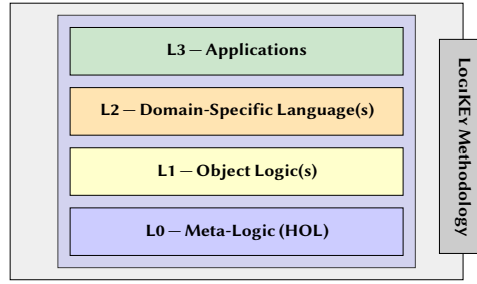 L3 — Applications
L2 — Domain-Specific Language(s)
L1 — Object Logic(s)
L0 — Meta-Logic (HOL)
LogiKEy Methodology